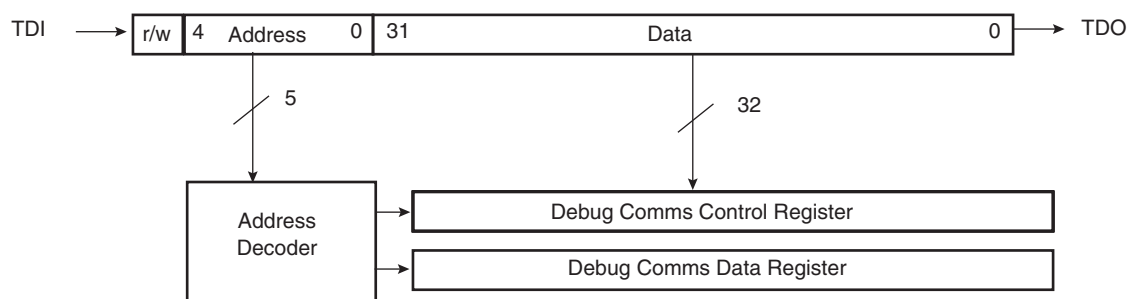 TDI r/w 4 Address 0 31 Data 0 TDO
5
32
Address
Decoder
Debug Comms Control Register
Debug Comms Data Register